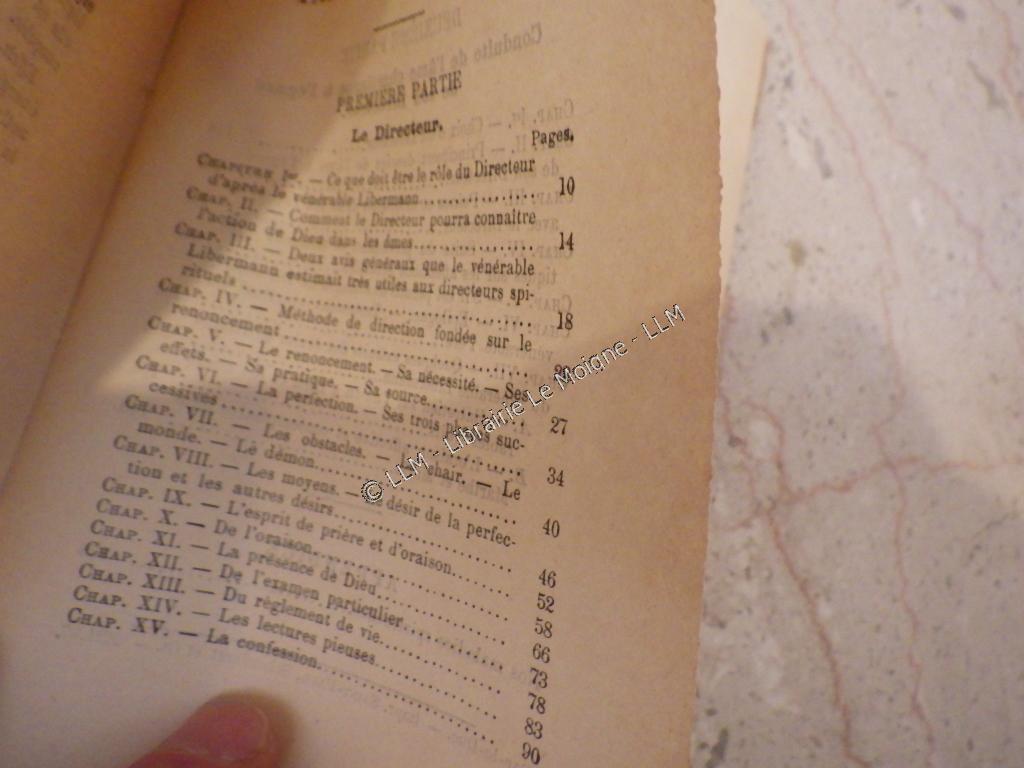 PREMIÈRE PARTIE
Le Directeur.
Pages.
CHAPITRE Ier. — Ce que doit être le rôle du Directeur
d'après le vénérable Libermann.................... 10
CHAP. II. — Comment le Directeur pourra connaître
l'action de Dieu dans les âmes.................... 14
CHAP. III. — Deux avis généraux que le vénérable
Libermann estimait très utiles aux directeurs spi-
rituels .................... 18
CHAP. IV. — Méthode de direction fondée sur le
renoncement ....................
CHAP. V. — Le renoncement. — Sa nécessité. — Ses
effets. — Sa pratique. — Sa source.................... 27
CHAP. VI. — La perfection. — Ses trois suc-
cessives .................... 34
CHAP. VII. — Les obstacles. — chair. — Le
monde. — Le démon.................... 40
CHAP. VIII. — Les moyens. — désir de la perfec-
tion et les autres désirs.................... 46
CHAP. IX. — L'esprit de prière et d'oraison.......... 52
CHAP. X. — De l'oraison.................... 58
CHAP. XI. — La présence de Dieu.................... 66
CHAP. XII. — De l'examen particulier.................... 73
CHAP. XIII. — Du règlement de vie.................... 78
CHAP. XIV. — Les lectures pieuses.................... 83
CHAP. XV. — La confession.................... 90
© LLM - Librairie Le Moigne - LLM